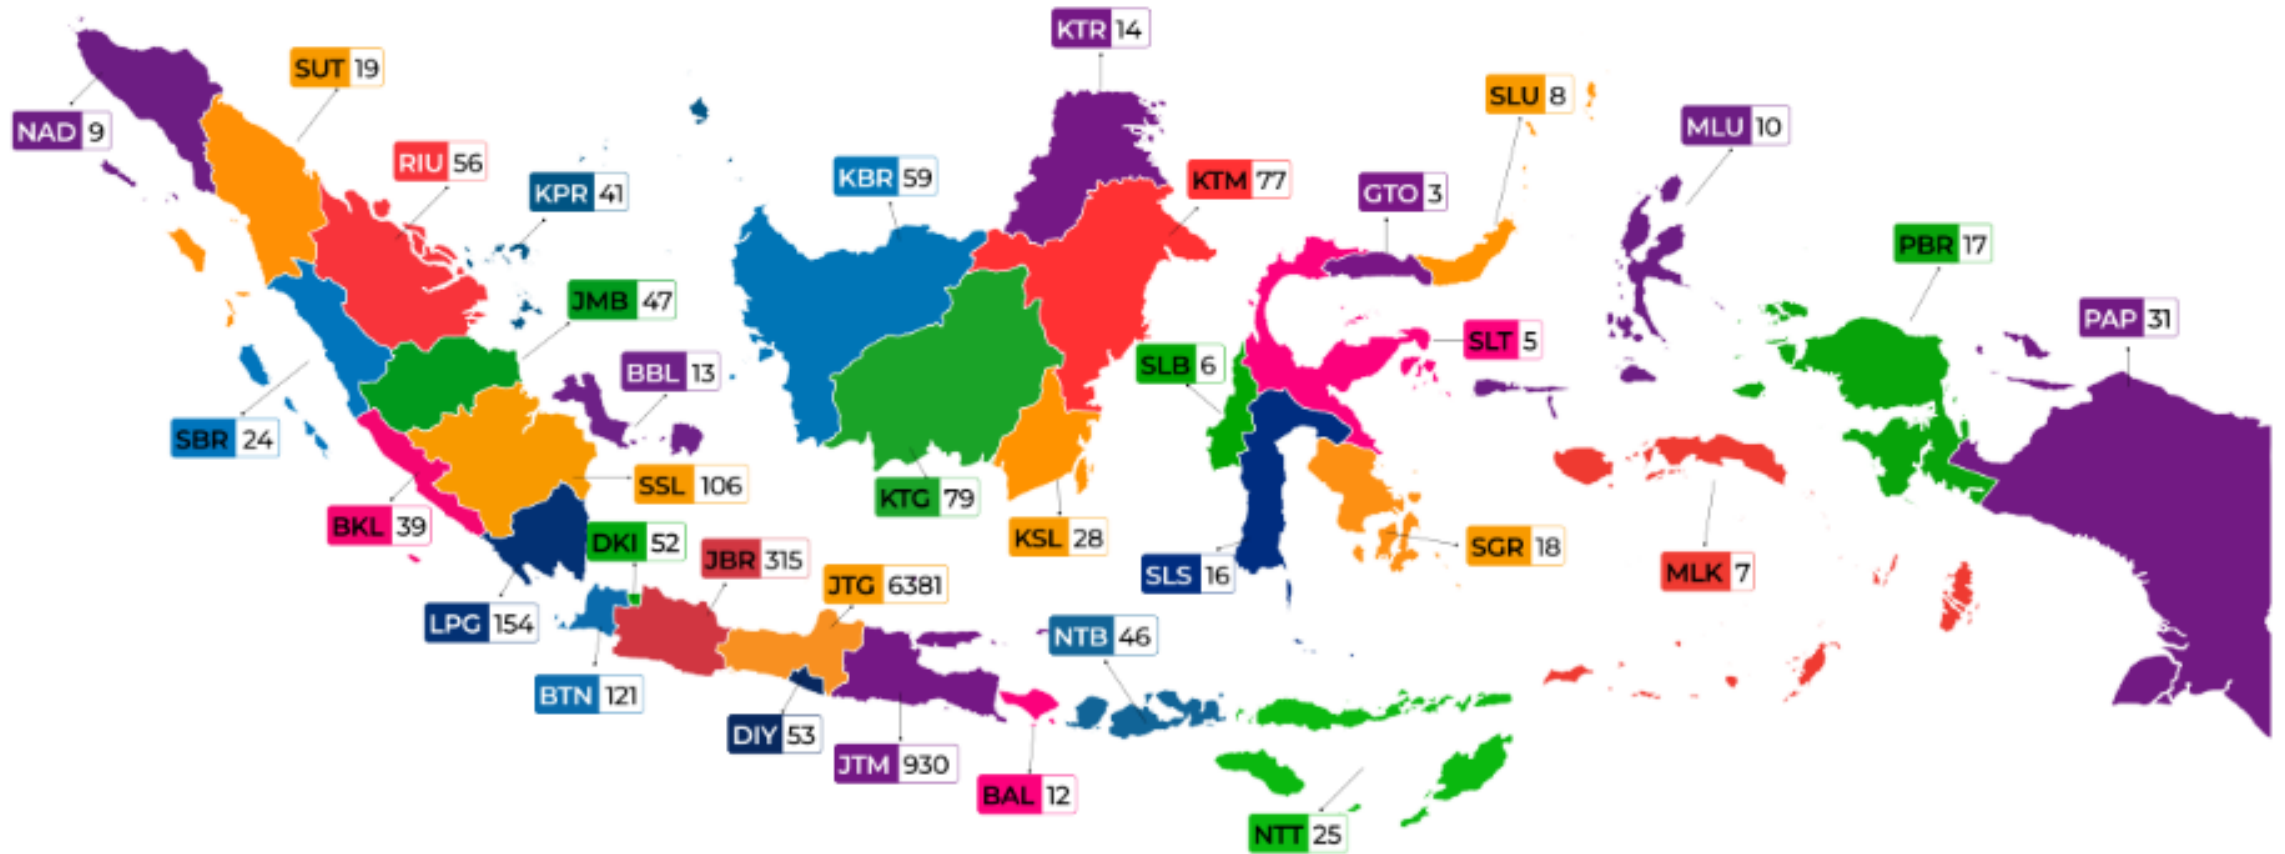 KTR 14
SUT 19
SLU 8
NAD 9
MLU 10
RIU 56
KPR 41
KBR 59
KTM 77
GTO 3
PBR 17
JMB 47
PAP 31
BBL 13
SLB 6
SLT 5
SBR 24
SSL 106
KTG 79
BKL 39
DKI 52
KSL 28
JBR 315
SGR 18
SLS 16
MLK 7
JTG 6381
LPG 154
NTB 46
BTN 121
DIY 53
JTM 930
BAL 12
NTT 25